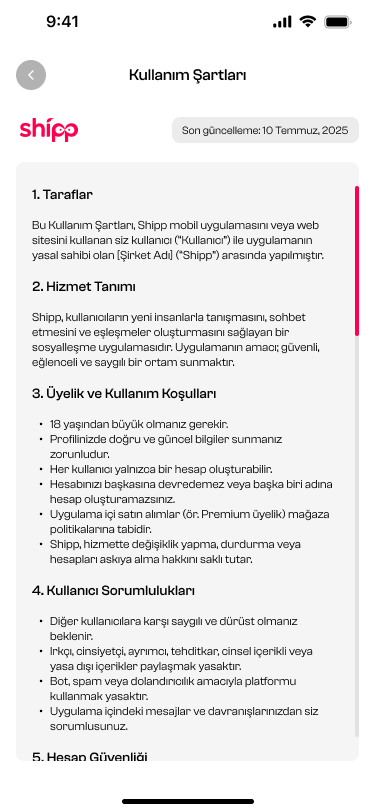 9:41
Kullanım Şartları
shipp
Son güncelleme: 10 Temmuz, 2025
1. Taraflar
Bu Kullanım Şartları, Shipp mobil uygulamasını veya web
sitesini kullanan siz kullanıcı (“Kullanıcı”) ile uygulamanın
yasal sahibi olan [Şirket Adı] (“Shipp”) arasında yapılmıştır.
2. Hizmet Tanımı
Shipp, kullanıcıların yeni insanlarla tanışmasını, sohbet
etmesini ve eşleşmeler oluşturmasını sağlayan bir
sosyalleşme uygulamasıdır. Uygulamanın amacı; güvenli,
eğlenceli ve saygılı bir ortam sunmaktır.
3. Üyelik ve Kullanım Koşulları
• 18 yaşından büyük olmanız gerekir.
• Profilinizde doğru ve güncel bilgiler sunmanız
zorunludur.
• Her kullanıcı yalnızca bir hesap oluşturabilir.
• Hesabınızı başkasına devredemez veya başka biri adına
hesap oluşturamazsınız.
• Uygulama içi satın alımlar (ör. Premium üyelik) mağaza
politikalarına tabidir.
• Shipp, hizmette değişiklik yapma, durdurma veya
hesapları askıya alma hakkını saklı tutar.
4. Kullanıcı Sorumlulukları
• Diğer kullanıcılara karşı saygılı ve dürüst olmanız
beklenir.
• Irkçı, cinsiyetçi, ayrımcı, tehditkar, cinsel içerikli veya
yasa dışı içerikler paylaşmak yasaktır.
• Bot, spam veya dolandırıcılık amacıyla platformu
kullanmak yasaktır.
• Uygulama içindeki mesajlar ve davranışlarınızdan siz
sorumlusunuz.
5. Hesap Güvenliği